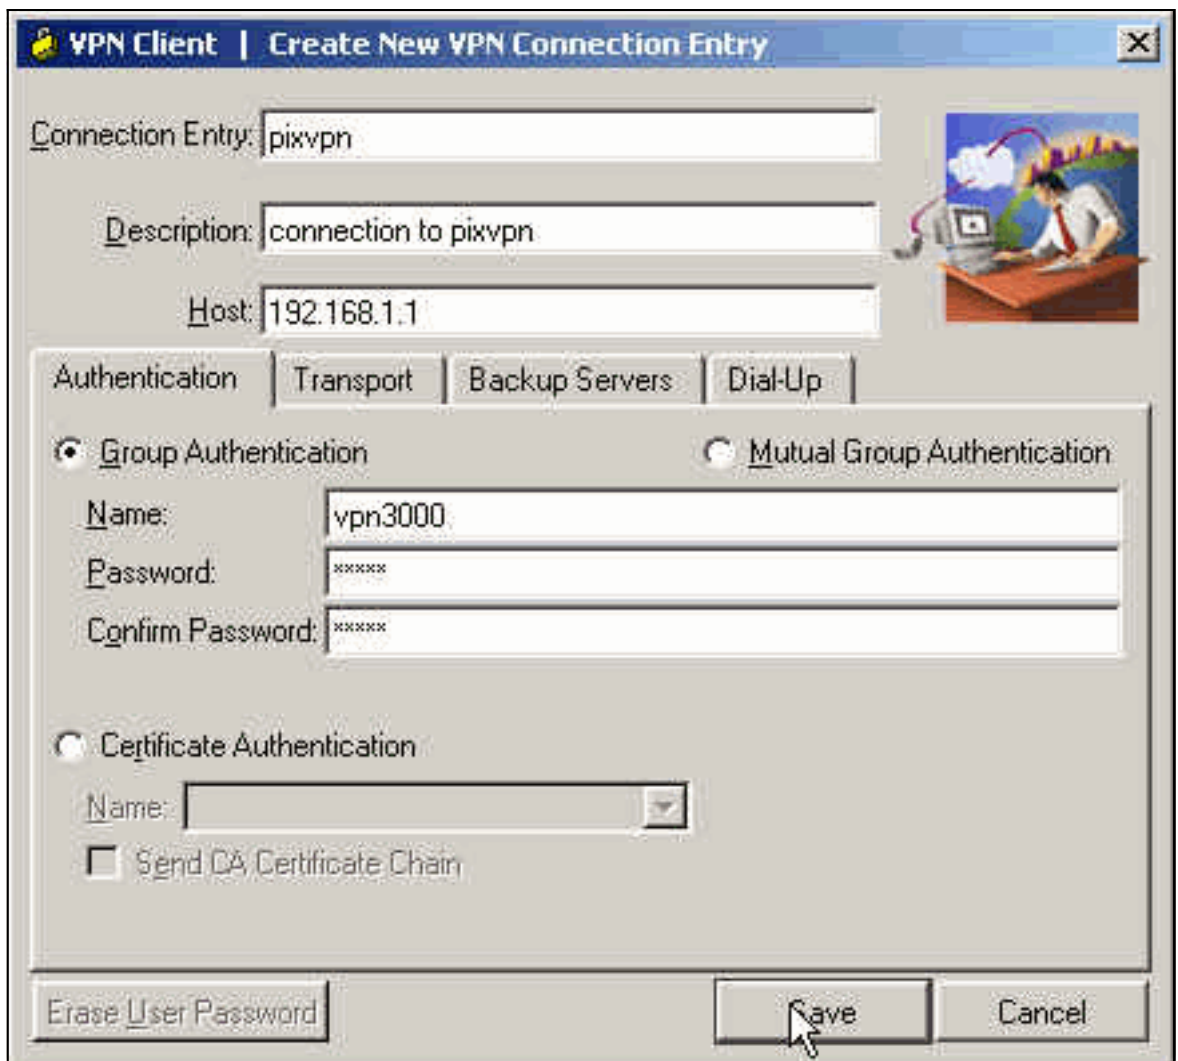 VPN Client | Create New VPN Connection Entry
Connection Entry: pixvpn
Description: connection to pixvpn
Host: 192.168.1.1
Authentication Transport Backup Servers Dial-Up
Group Authentication Mutual Group Authentication
Name: vpn3000
Password: *****
Confirm Password: *****
Certificate Authentication
Name:
Send CA Certificate Chain
Erase User Password Save Cancel